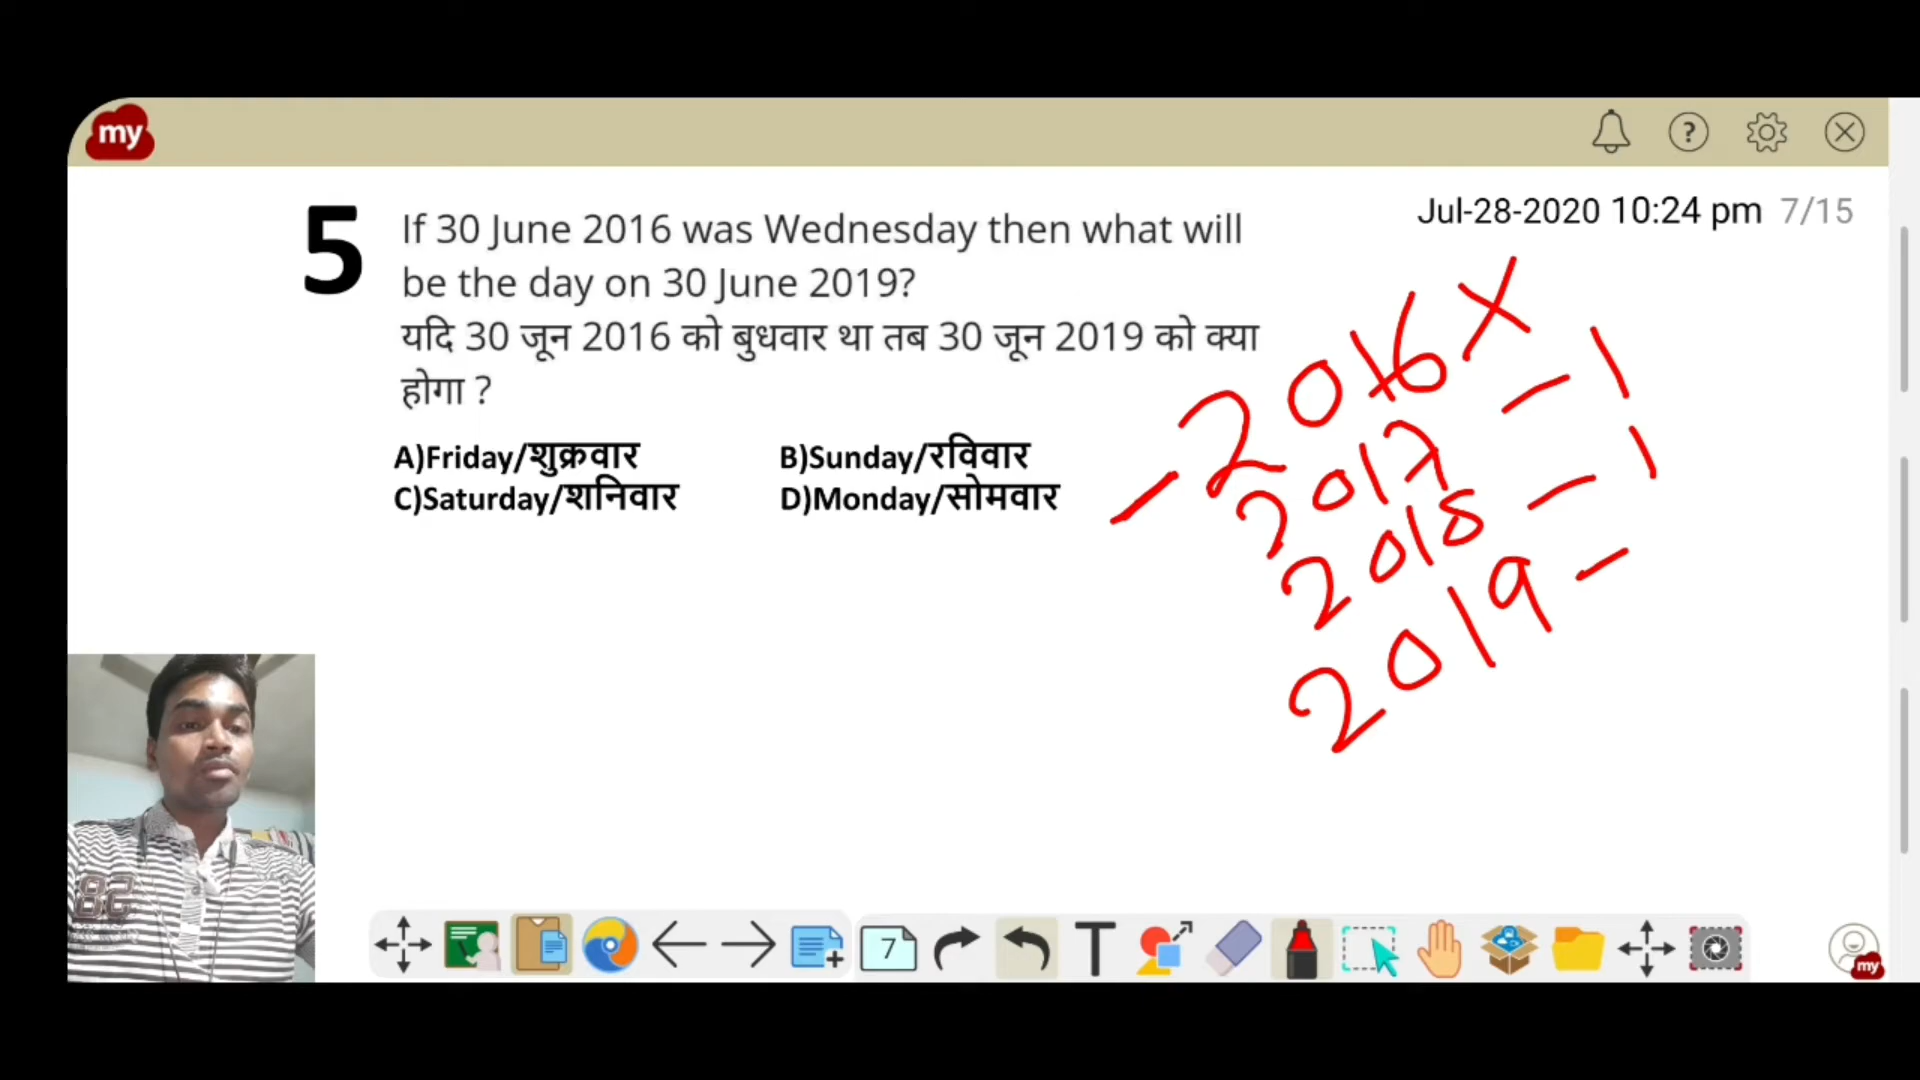 my
Jul-28-2020 10:24 pm 7/15
5
If 30 June 2016 was Wednesday then what will
be the day on 30 June 2019?
यदि 30 जून 2016 को बुधवार था तब 30 जून 2019 को क्या
होगा ?
A)Friday/शुक्रवार B)Sunday/रविवार
C)Saturday/शनिवार D)Monday/सोमवार
- 2016 X
2017 - 1
2018 - 1
2019 -
82
7
T
my